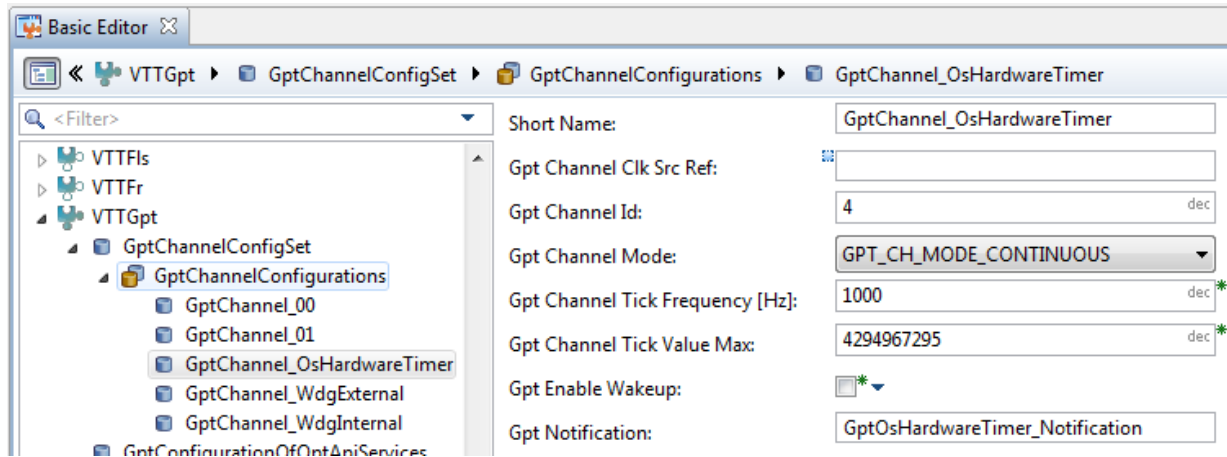 Basic Editor
VTTGpt GptChannelConfigSet GptChannelConfigurations GptChannel_OsHardwareTimer
<Filter>
VTTFls
VTTFr
VTTGpt
GptChannelConfigSet
GptChannelConfigurations
GptChannel_00
GptChannel_01
GptChannel_OsHardwareTimer
GptChannel_WdgExternal
GptChannel_WdgInternal
GptConfigurationOfOptApiServices
Short Name: GptChannel_OsHardwareTimer
Gpt Channel Clk Src Ref:
Gpt Channel Id: 4 dec
Gpt Channel Mode: GPT_CH_MODE_CONTINUOUS
Gpt Channel Tick Frequency [Hz]: 1000 dec *
Gpt Channel Tick Value Max: 4294967295 dec *
Gpt Enable Wakeup: *
Gpt Notification: GptOsHardwareTimer_Notification